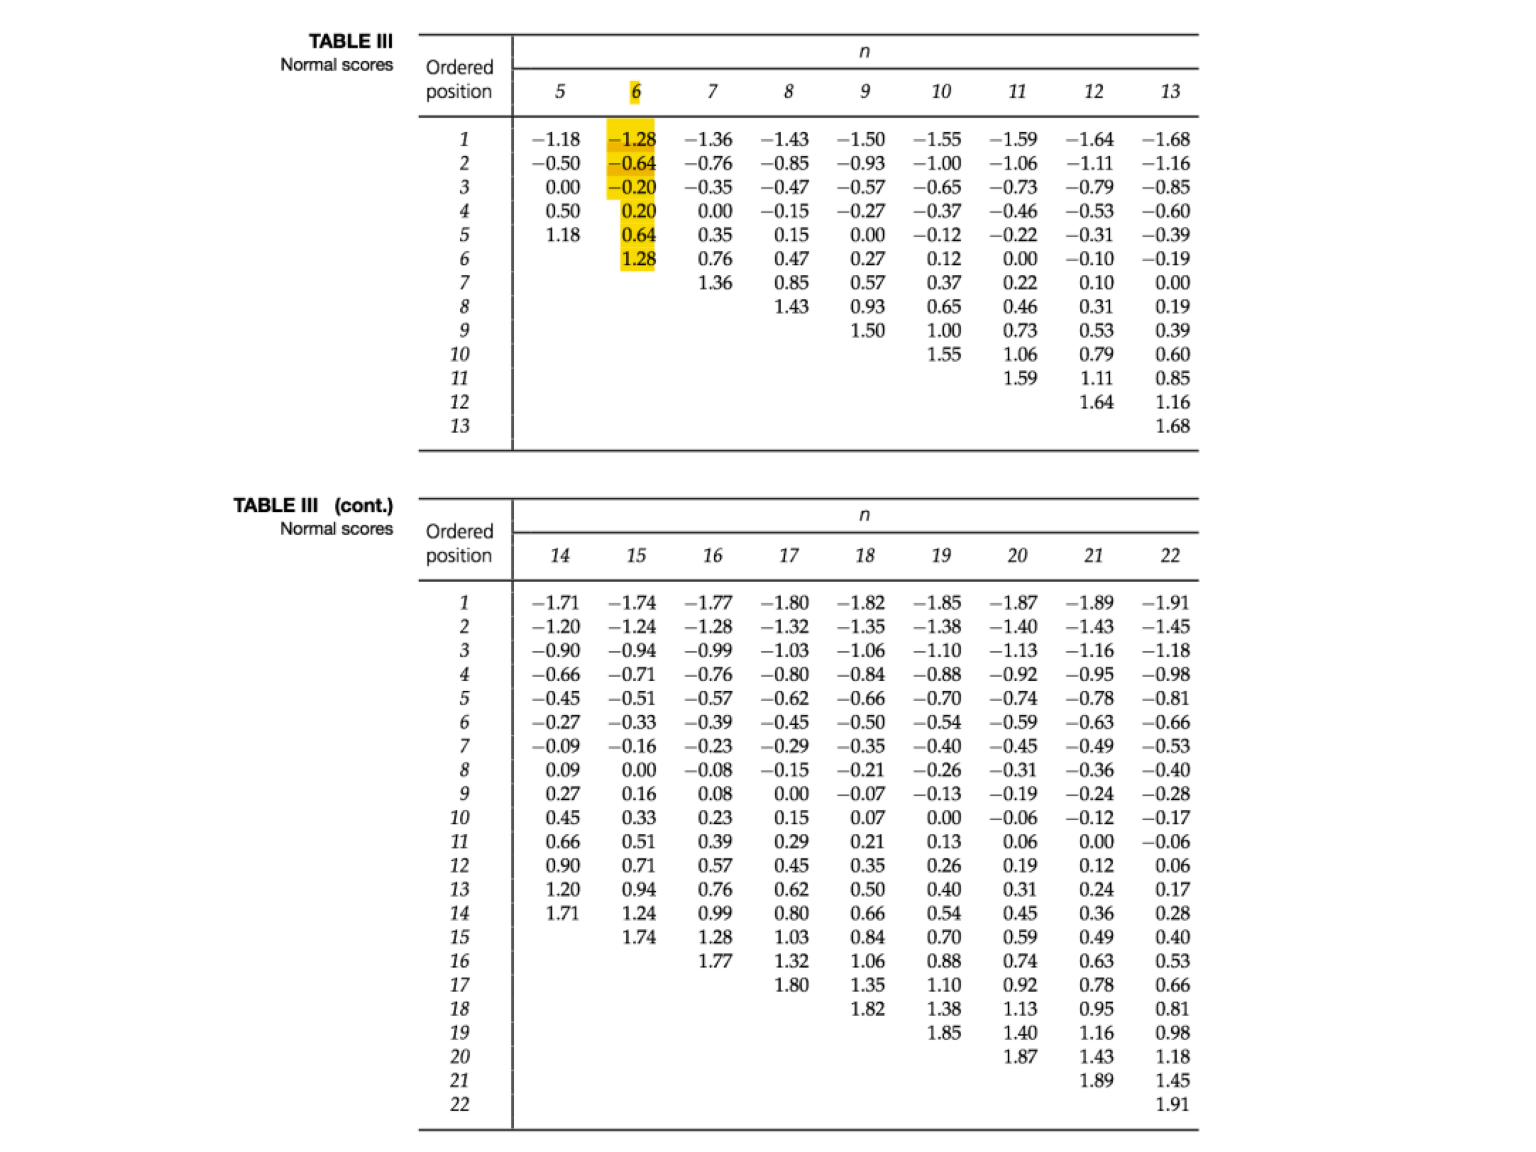 TABLE III
Normal scores
n
Ordered
position 5 6 7 8 9 10 11 12 13
1 −1.18 −1.28 −1.36 −1.43 −1.50 −1.55 −1.59 −1.64 −1.68
2 −0.50 −0.64 −0.76 −0.85 −0.93 −1.00 −1.06 −1.11 −1.16
3 0.00 −0.20 −0.35 −0.47 −0.57 −0.65 −0.73 −0.79 −0.85
4 0.50 0.20 0.00 −0.15 −0.27 −0.37 −0.46 −0.53 −0.60
5 1.18 0.64 0.35 0.15 0.00 −0.12 −0.22 −0.31 −0.39
6 1.28 0.76 0.47 0.27 0.12 0.00 −0.10 −0.19
7 1.36 0.85 0.57 0.37 0.22 0.10 0.00
8 1.43 0.93 0.65 0.46 0.31 0.19
9 1.50 1.00 0.73 0.53 0.39
10 1.55 1.06 0.79 0.60
11 1.59 1.11 0.85
12 1.64 1.16
13 1.68
TABLE III (cont.)
Normal scores
n
Ordered
position 14 15 16 17 18 19 20 21 22
1 −1.71 −1.74 −1.77 −1.80 −1.82 −1.85 −1.87 −1.89 −1.91
2 −1.20 −1.24 −1.28 −1.32 −1.35 −1.38 −1.40 −1.43 −1.45
3 −0.90 −0.94 −0.99 −1.03 −1.06 −1.10 −1.13 −1.16 −1.18
4 −0.66 −0.71 −0.76 −0.80 −0.84 −0.88 −0.92 −0.95 −0.98
5 −0.45 −0.51 −0.57 −0.62 −0.66 −0.70 −0.74 −0.78 −0.81
6 −0.27 −0.33 −0.39 −0.45 −0.50 −0.54 −0.59 −0.63 −0.66
7 −0.09 −0.16 −0.23 −0.29 −0.35 −0.40 −0.45 −0.49 −0.53
8 0.09 0.00 −0.08 −0.15 −0.21 −0.26 −0.31 −0.36 −0.40
9 0.27 0.16 0.08 0.00 −0.07 −0.13 −0.19 −0.24 −0.28
10 0.45 0.33 0.23 0.15 0.07 0.00 −0.06 −0.12 −0.17
11 0.66 0.51 0.39 0.29 0.21 0.13 0.06 0.00 −0.06
12 0.90 0.71 0.57 0.45 0.35 0.26 0.19 0.12 0.06
13 1.20 0.94 0.76 0.62 0.50 0.40 0.31 0.24 0.17
14 1.71 1.24 0.99 0.80 0.66 0.54 0.45 0.36 0.28
15 1.74 1.28 1.03 0.84 0.70 0.59 0.49 0.40
16 1.77 1.32 1.06 0.88 0.74 0.63 0.53
17 1.80 1.35 1.10 0.92 0.78 0.66
18 1.82 1.38 1.13 0.95 0.81
19 1.85 1.40 1.16 0.98
20 1.87 1.43 1.18
21 1.89 1.45
22 1.91